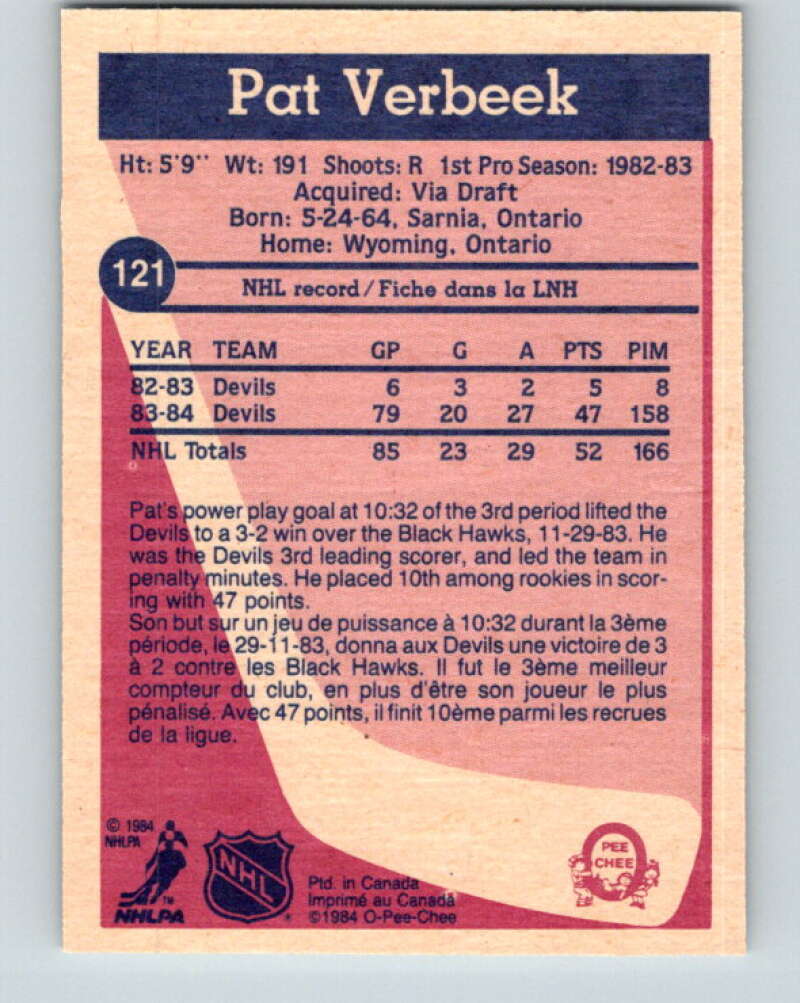 Pat Verbeek
Ht: 5'9" Wt: 191 Shoots: R 1st Pro Season: 1982-83
Acquired: Via Draft
Born: 5-24-64, Sarnia, Ontario
Home: Wyoming, Ontario
121
NHL record/Fiche dans la LNH
YEAR TEAM GP G A PTS PIM
82-83 Devils 6 3 2 5 8
83-84 Devils 79 20 27 47 158
NHL Totals 85 23 29 52 166
Pat's power play goal at 10:32 of the 3rd period lifted the
Devils to a 3-2 win over the Black Hawks, 11-29-83. He
was the Devils 3rd leading scorer, and led the team in
penalty minutes. He placed 10th among rookies in scor-
ing with 47 points.
Son but sur un jeu de puissance à 10:32 durant la 3ème
période, le 29-11-83, donna aux Devils une victoire de 3
à 2 contre les Black Hawks. Il fut le 3ème meilleur
compteur du club, en plus d'être son joueur le plus
pénalisé. Avec 47 points, il finit 10ème parmi les recrues
de la ligue.
© 1984
NHLPA
TM
NHLPA
NHL
Ptd. in Canada
Imprimé au Canada
©1984 O-Pee-Chee
PEE
CHEE